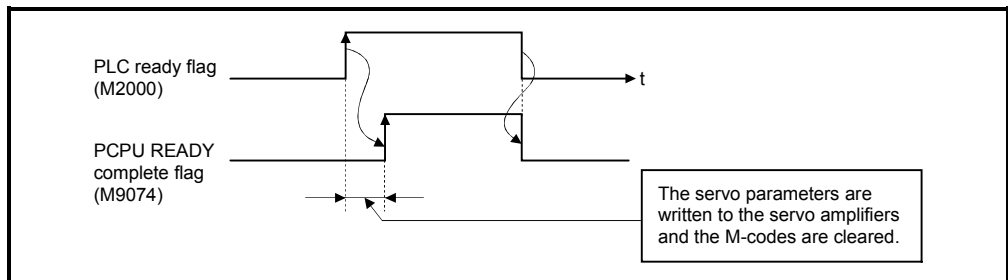 PLC ready flag
(M2000)
t
PCPU READY
complete flag
(M9074)
The servo parameters are
written to the servo amplifiers
and the M-codes are cleared.